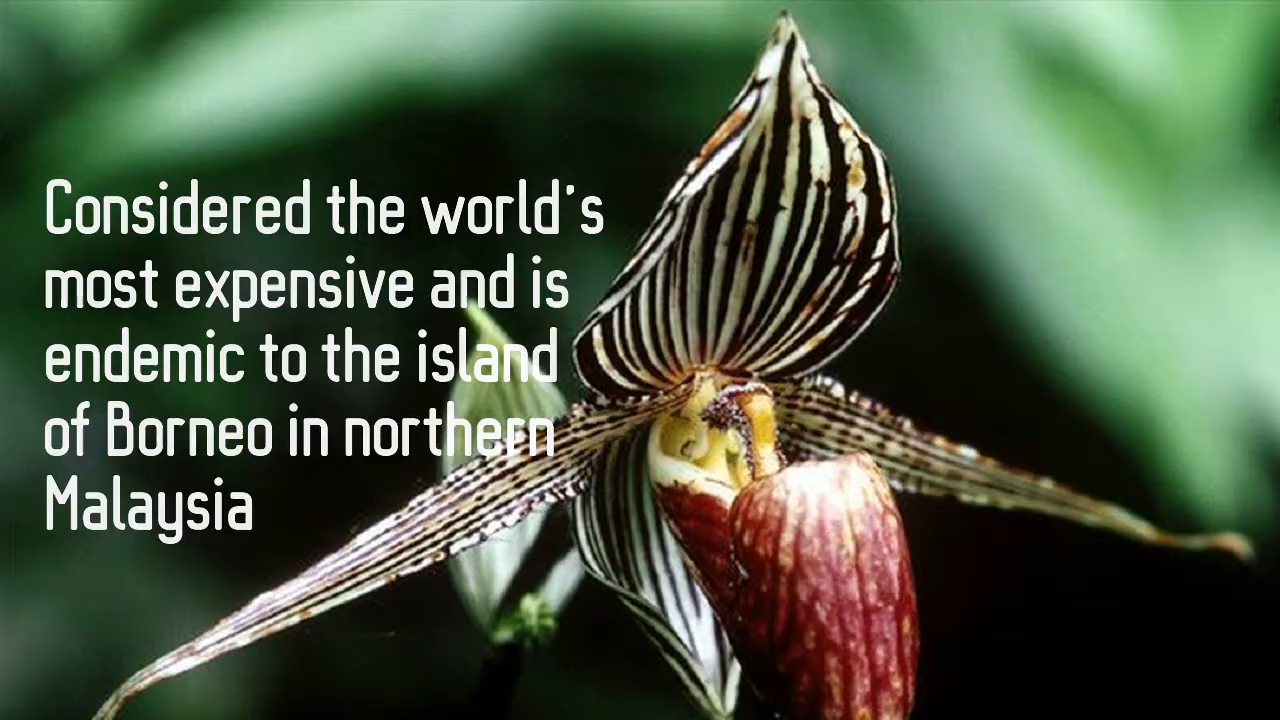 Considered the world's
most expensive and is
endemic to the island
of Borneo in northern
Malaysia